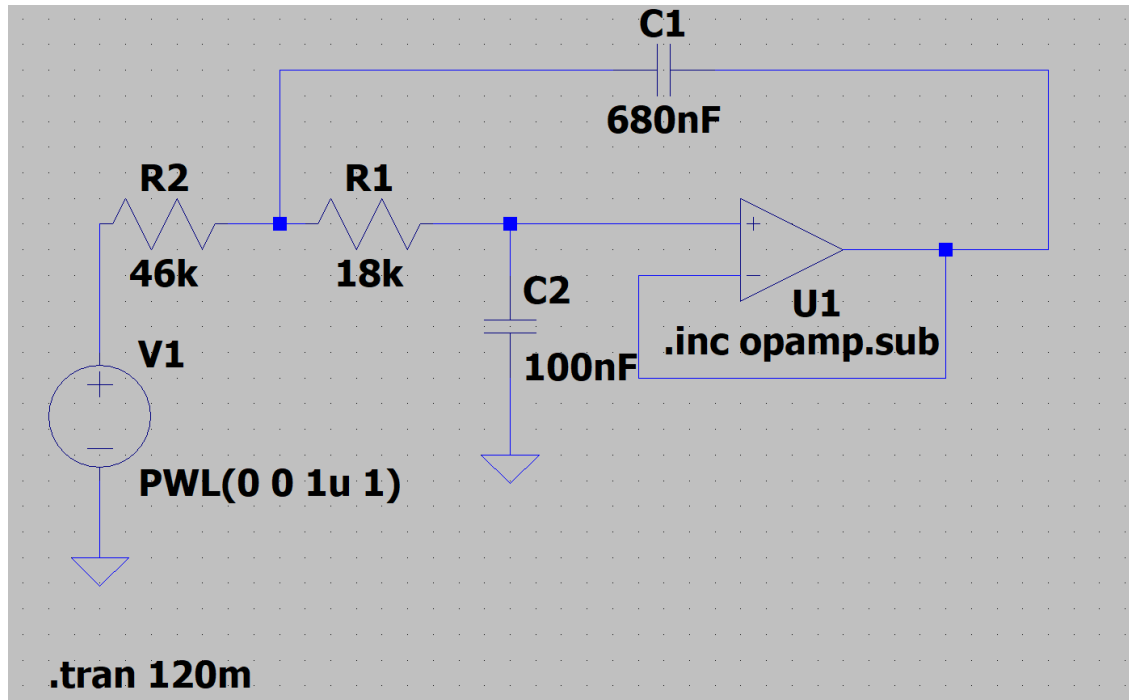 C1
680nF
R2
R1
46k
18k
C2
100nF
U1
.inc opamp.sub
V1
PWL(0 0 1u 1)
.tran 120m